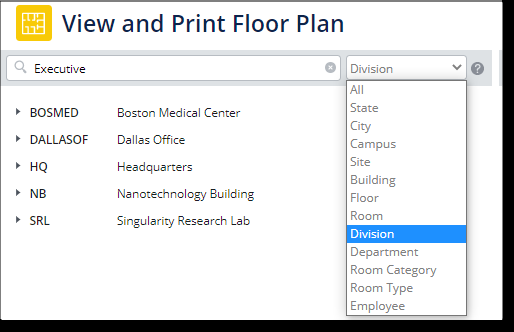 View and Print Floor Plan
Executive
Division
?
All
State
City
Campus
Site
Building
Floor
Room
Division
Department
Room Category
Room Type
Employee
BOSMED Boston Medical Center
DALLASOF Dallas Office
HQ Headquarters
NB Nanotechnology Building
SRL Singularity Research Lab